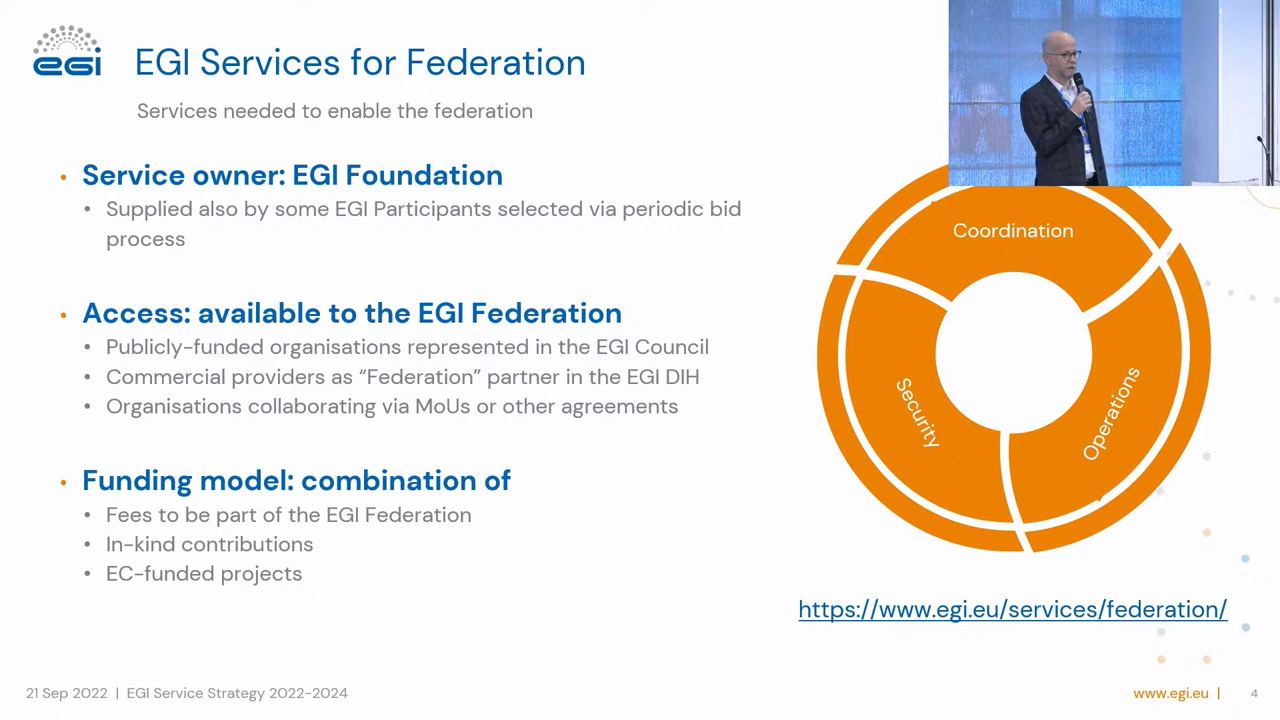 egi
EGI Services for Federation
Services needed to enable the federation
• Service owner: EGI Foundation
• Supplied also by some EGI Participants selected via periodic bid
process
• Access: available to the EGI Federation
• Publicly-funded organisations represented in the EGI Council
• Commercial providers as “Federation” partner in the EGI DIH
• Organisations collaborating via MoUs or other agreements
• Funding model: combination of
• Fees to be part of the EGI Federation
• In-kind contributions
• EC-funded projects
Coordination
Security
Operations
https://www.egi.eu/services/federation/
21 Sep 2022 | EGI Service Strategy 2022-2024
www.egi.eu |
4